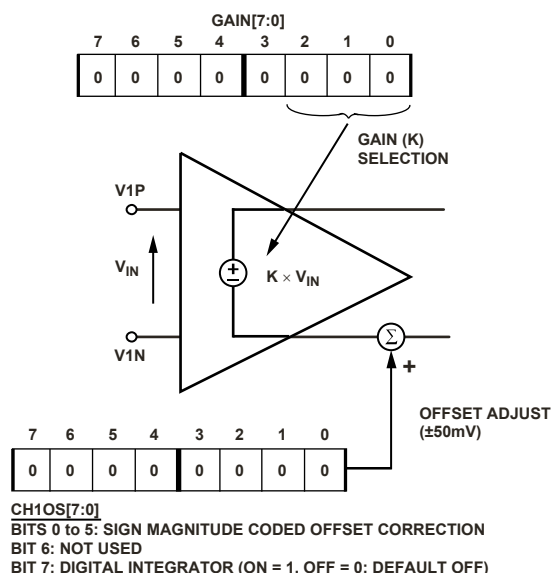 GAIN[7:0]
7 6 5 4 3 2 1 0
0 0 0 0 0 0 0 0
GAIN (K)
SELECTION
V1P
VIN
K × VIN
V1N
+
−
Σ
+
OFFSET ADJUST
(±50mV)
7 6 5 4 3 2 1 0
0 0 0 0 0 0 0 0
CH1OS[7:0]
BITS 0 to 5: SIGN MAGNITUDE CODED OFFSET CORRECTION
BIT 6: NOT USED
BIT 7: DIGITAL INTEGRATOR (ON = 1, OFF = 0; DEFAULT OFF)